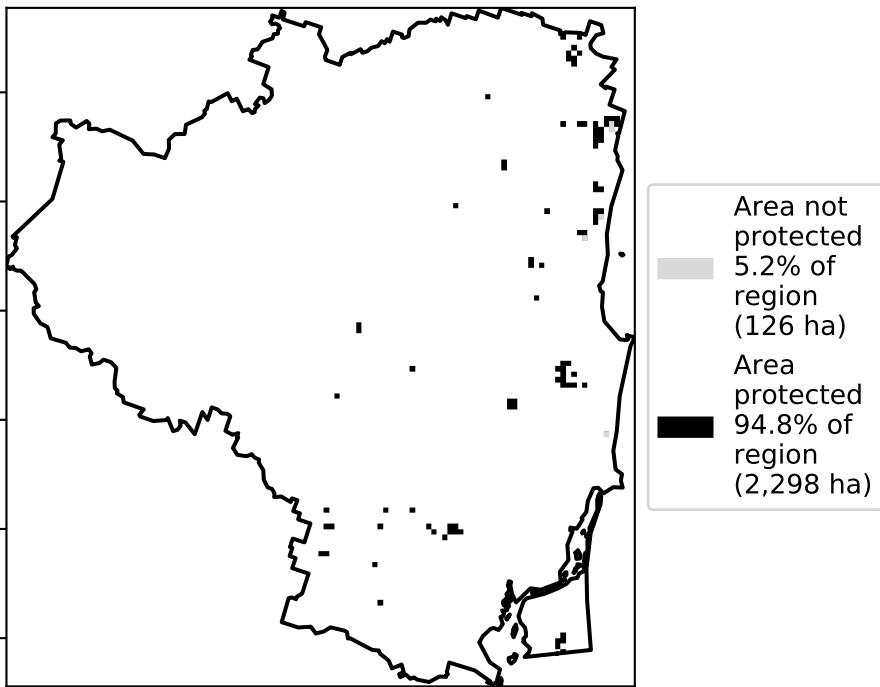 Area not
protected
5.2% of
region
(126 ha)
Area
protected
94.8% of
region
(2,298 ha)